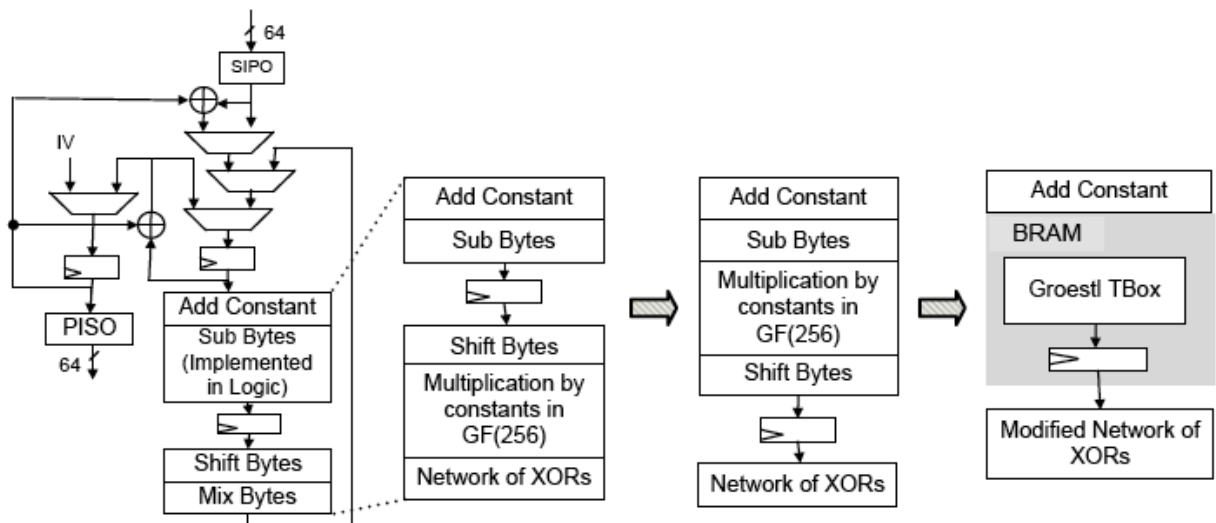 64
SIPO
IV
PISO
64
Add Constant
Sub Bytes
(Implemented
in Logic)
Shift Bytes
Mix Bytes
Add Constant
Sub Bytes
Shift Bytes
Multiplication by
constants in
GF(256)
Network of XORs
Add Constant
Sub Bytes
Multiplication by
constants in
GF(256)
Shift Bytes
Network of XORs
Add Constant
BRAM
Groestl TBox
Modified Network of
XORs